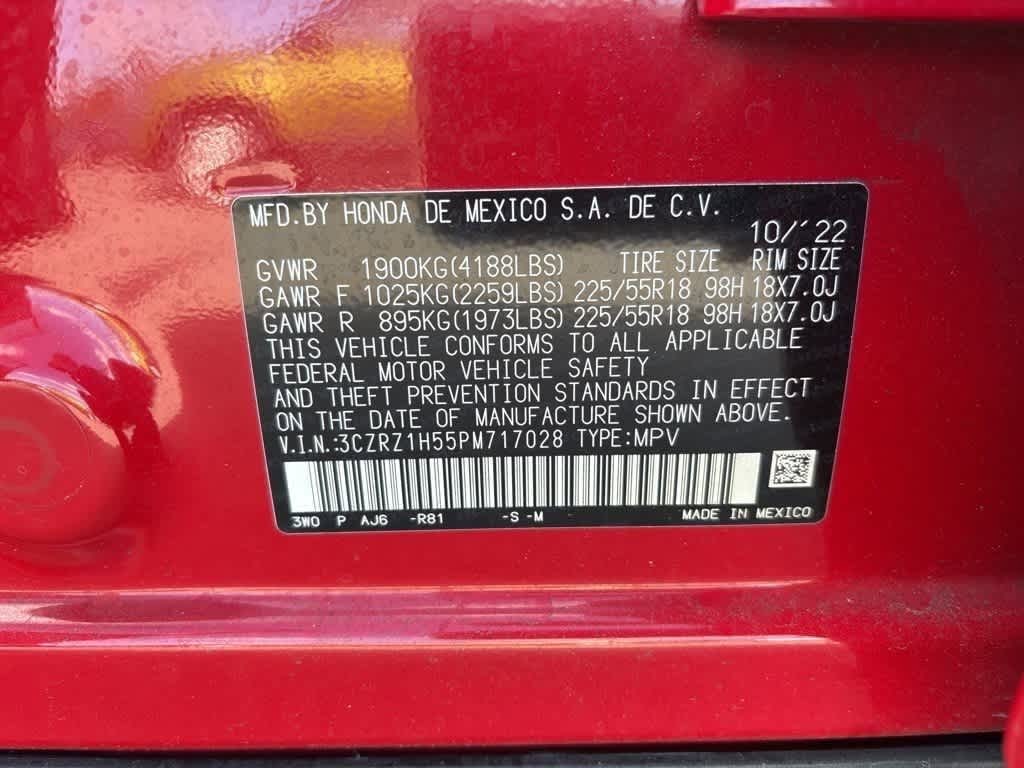 MFD.BY HONDA DE MEXICO S.A. DE C.V.
10/'22
GVWR 1900KG(4188LBS) TIRE SIZE RIM SIZE
GAWR F 1025KG(2259LBS) 225/55R18 98H 18X7.0J
GAWR R 895KG(1973LBS) 225/55R18 98H 18X7.0J
THIS VEHICLE CONFORMS TO ALL APPLICABLE
FEDERAL MOTOR VEHICLE SAFETY
AND THEFT PREVENTION STANDARDS IN EFFECT
ON THE DATE OF MANUFACTURE SHOWN ABOVE.
V.I.N.:3CZRZ1H55PM717028 TYPE:MPV
3W0 P AJ6 -R81 -S -M MADE IN MEXICO